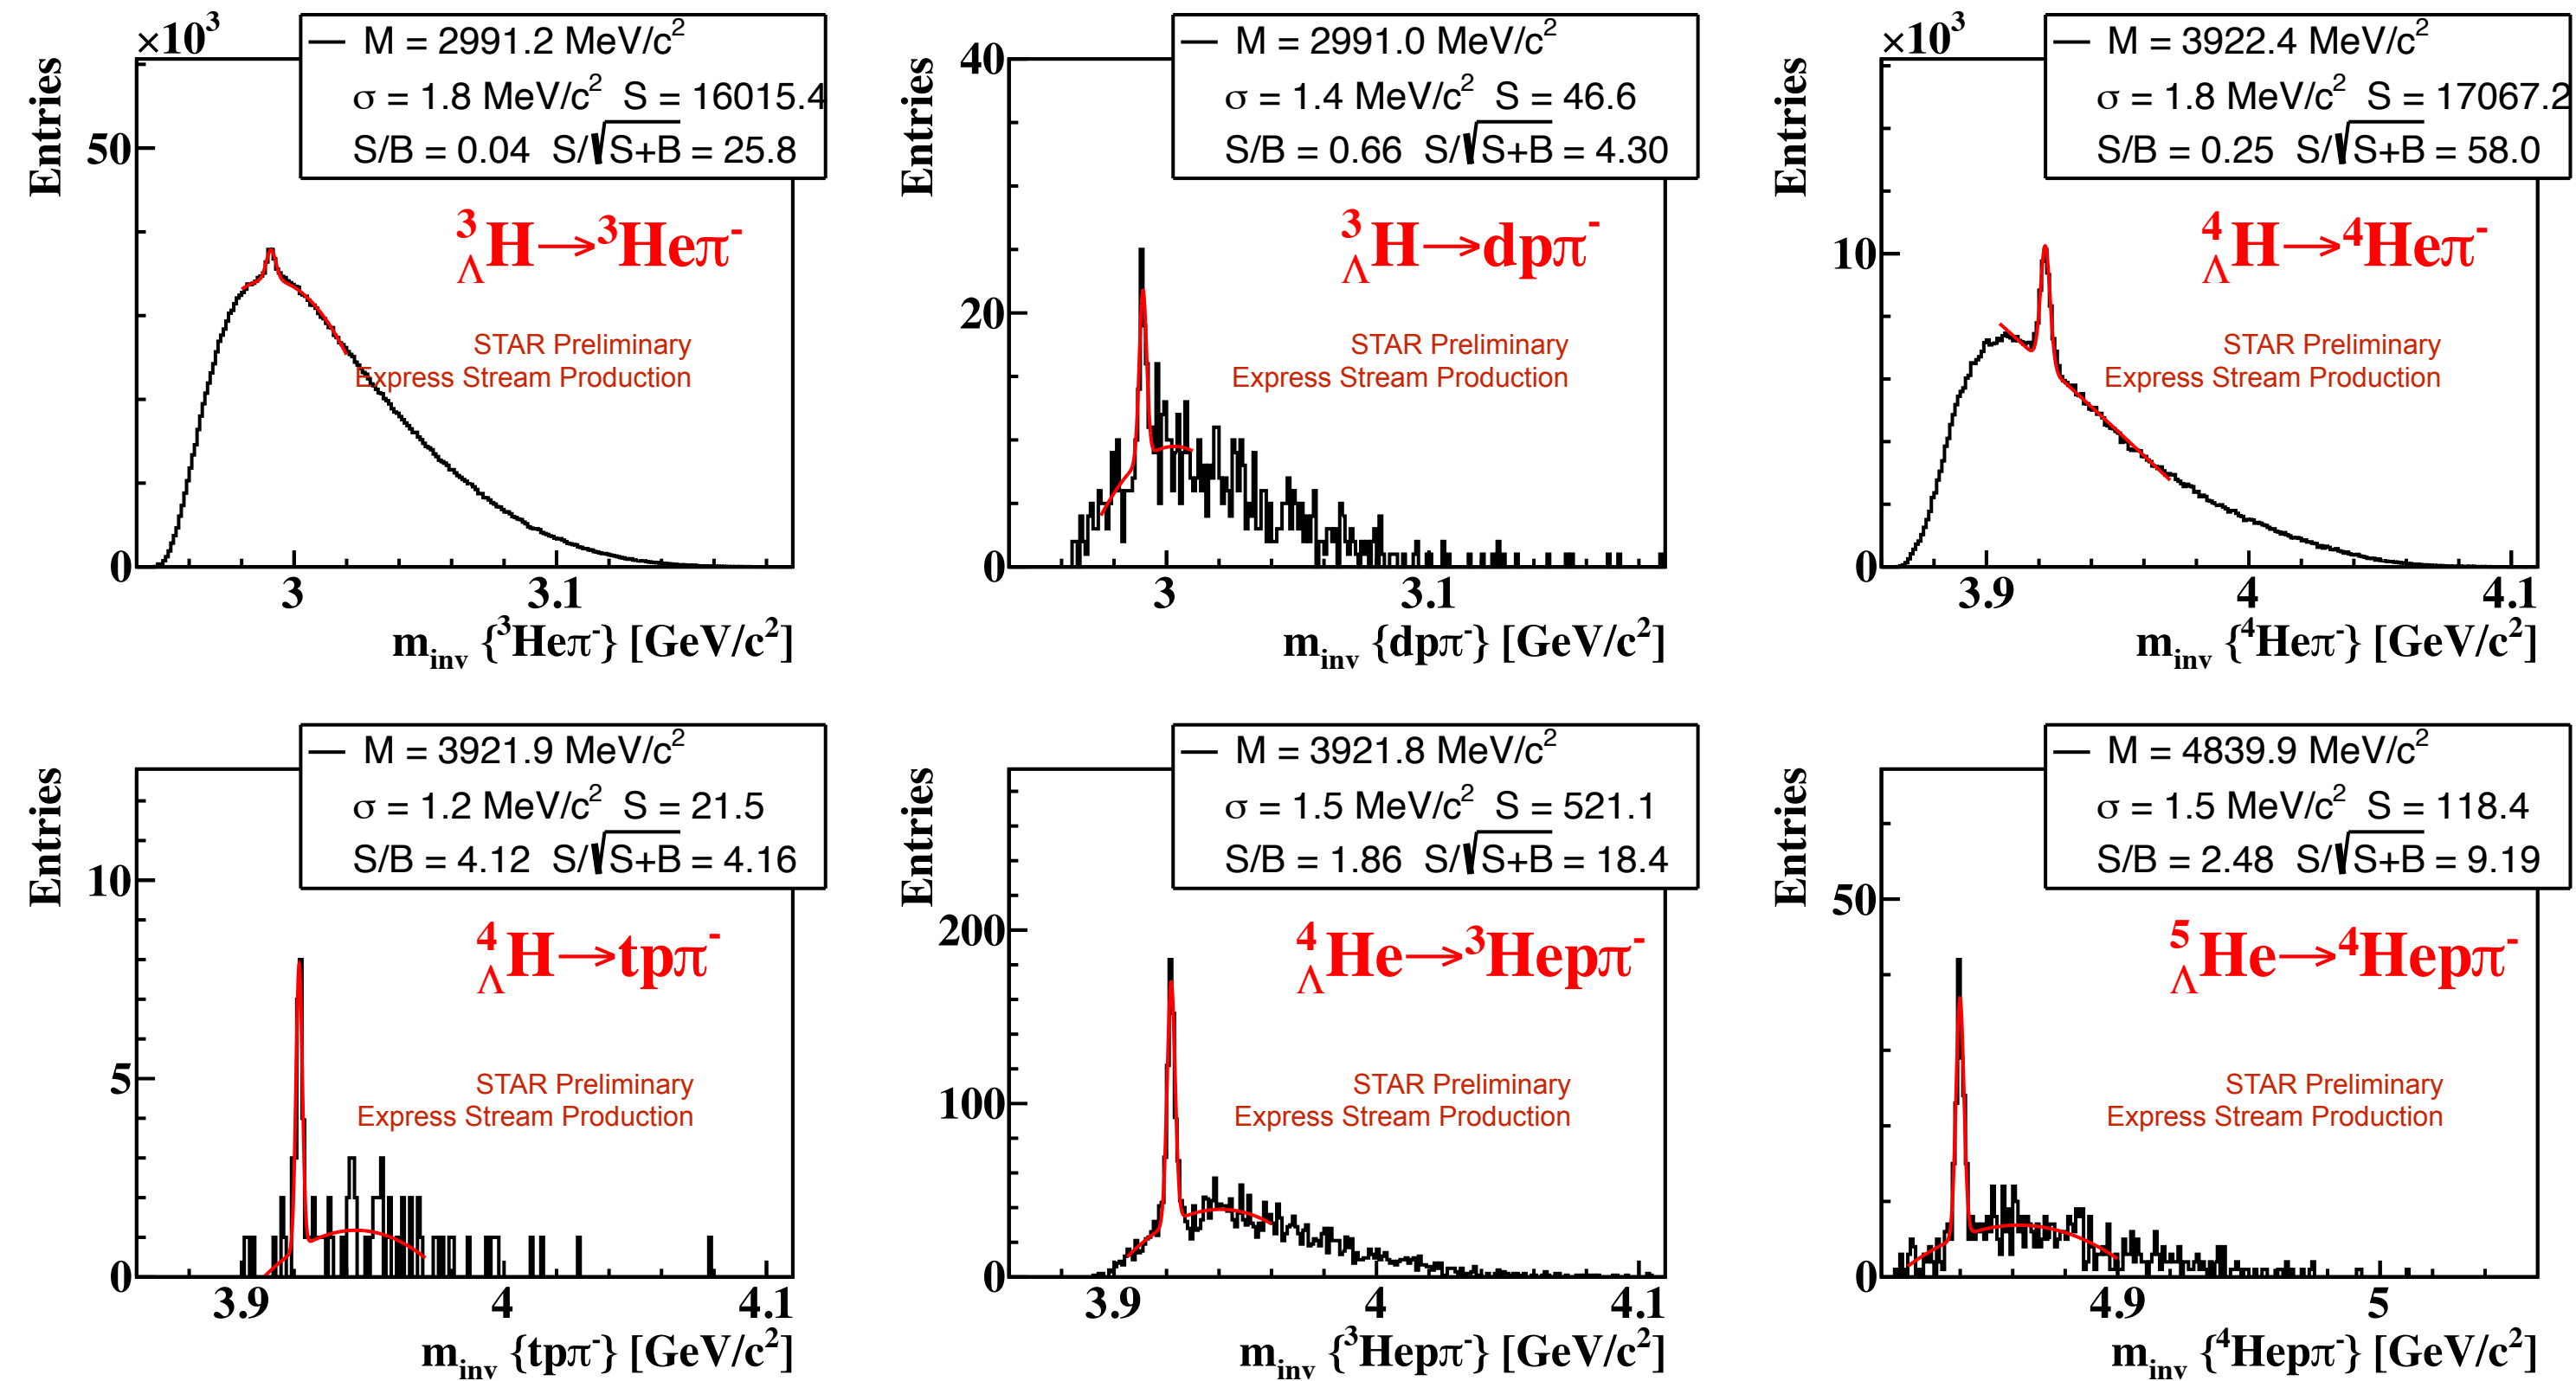 ×10³
— M = 2991.2 MeV/c²
σ = 1.8 MeV/c² S = 16015.4
S/B = 0.04 S/√S+B = 25.8
Entries
50
0
³ΛH→³Heπ⁻
STAR Preliminary
Express Stream Production
3 3.1
m_inv {³Heπ⁻} [GeV/c²]
— M = 2991.0 MeV/c²
σ = 1.4 MeV/c² S = 46.6
S/B = 0.66 S/√S+B = 4.30
Entries
40
20
0
³ΛH→dpπ⁻
STAR Preliminary
Express Stream Production
3 3.1
m_inv {dpπ⁻} [GeV/c²]
×10³
— M = 3922.4 MeV/c²
σ = 1.8 MeV/c² S = 17067.2
S/B = 0.25 S/√S+B = 58.0
Entries
10
0
⁴ΛH→⁴Heπ⁻
STAR Preliminary
Express Stream Production
3.9 4 4.1
m_inv {⁴Heπ⁻} [GeV/c²]
— M = 3921.9 MeV/c²
σ = 1.2 MeV/c² S = 21.5
S/B = 4.12 S/√S+B = 4.16
Entries
10
5
0
⁴ΛH→tpπ⁻
STAR Preliminary
Express Stream Production
3.9 4 4.1
m_inv {tpπ⁻} [GeV/c²]
— M = 3921.8 MeV/c²
σ = 1.5 MeV/c² S = 521.1
S/B = 1.86 S/√S+B = 18.4
Entries
200
100
0
⁴ΛHe→³Hepπ⁻
STAR Preliminary
Express Stream Production
3.9 4 4.1
m_inv {³Hepπ⁻} [GeV/c²]
— M = 4839.9 MeV/c²
σ = 1.5 MeV/c² S = 118.4
S/B = 2.48 S/√S+B = 9.19
Entries
50
0
⁵ΛHe→⁴Hepπ⁻
STAR Preliminary
Express Stream Production
4.9 5
m_inv {⁴Hepπ⁻} [GeV/c²]